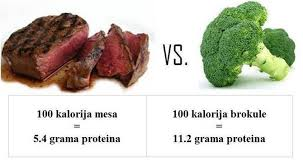 VS.
100 kalorija mesa
=
5.4 grama proteina
100 kalorija brokule
=
11.2 grama proteina